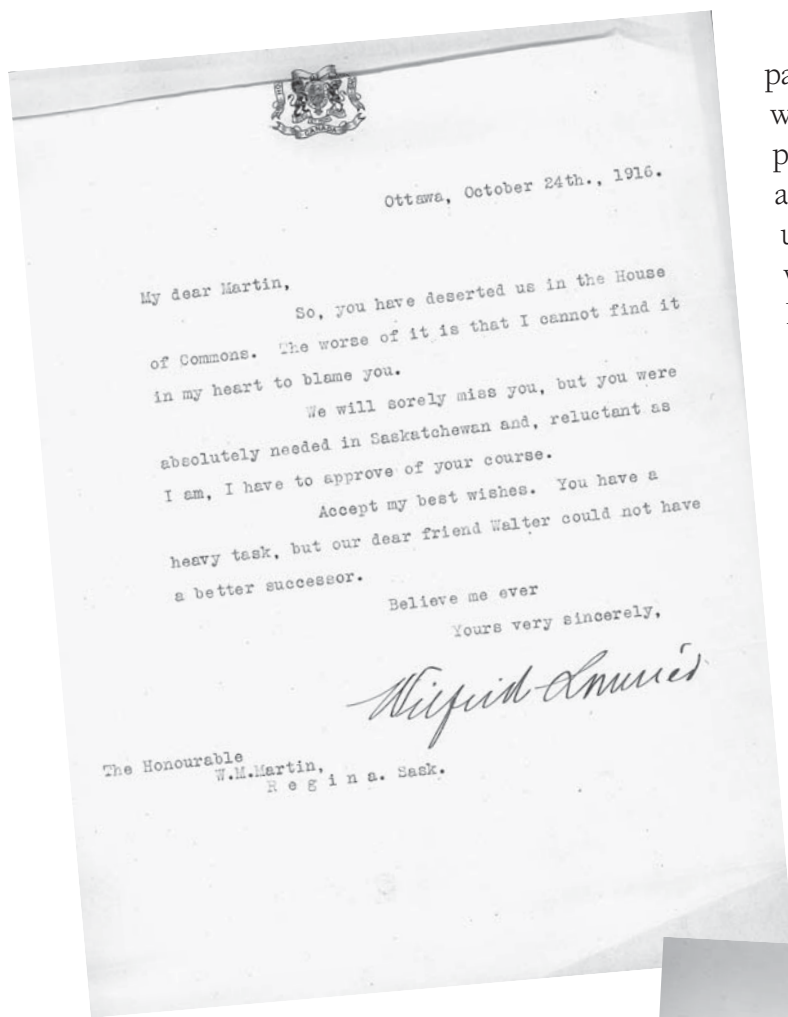 CANADA
Ottawa, October 24th., 1916.
My dear Martin,
So, you have deserted us in the House
of Commons. The worse of it is that I cannot find it
in my heart to blame you.
We will sorely miss you, but you were
absolutely needed in Saskatchewan and, reluctant as
I am, I have to approve of your course.
Accept my best wishes. You have a
heavy task, but our dear friend Walter could not have
a better successor.
Believe me ever
Yours very sincerely,
Wilfrid Laurier
The Honourable
W.M.Martin,
R e g i n a. Sask.